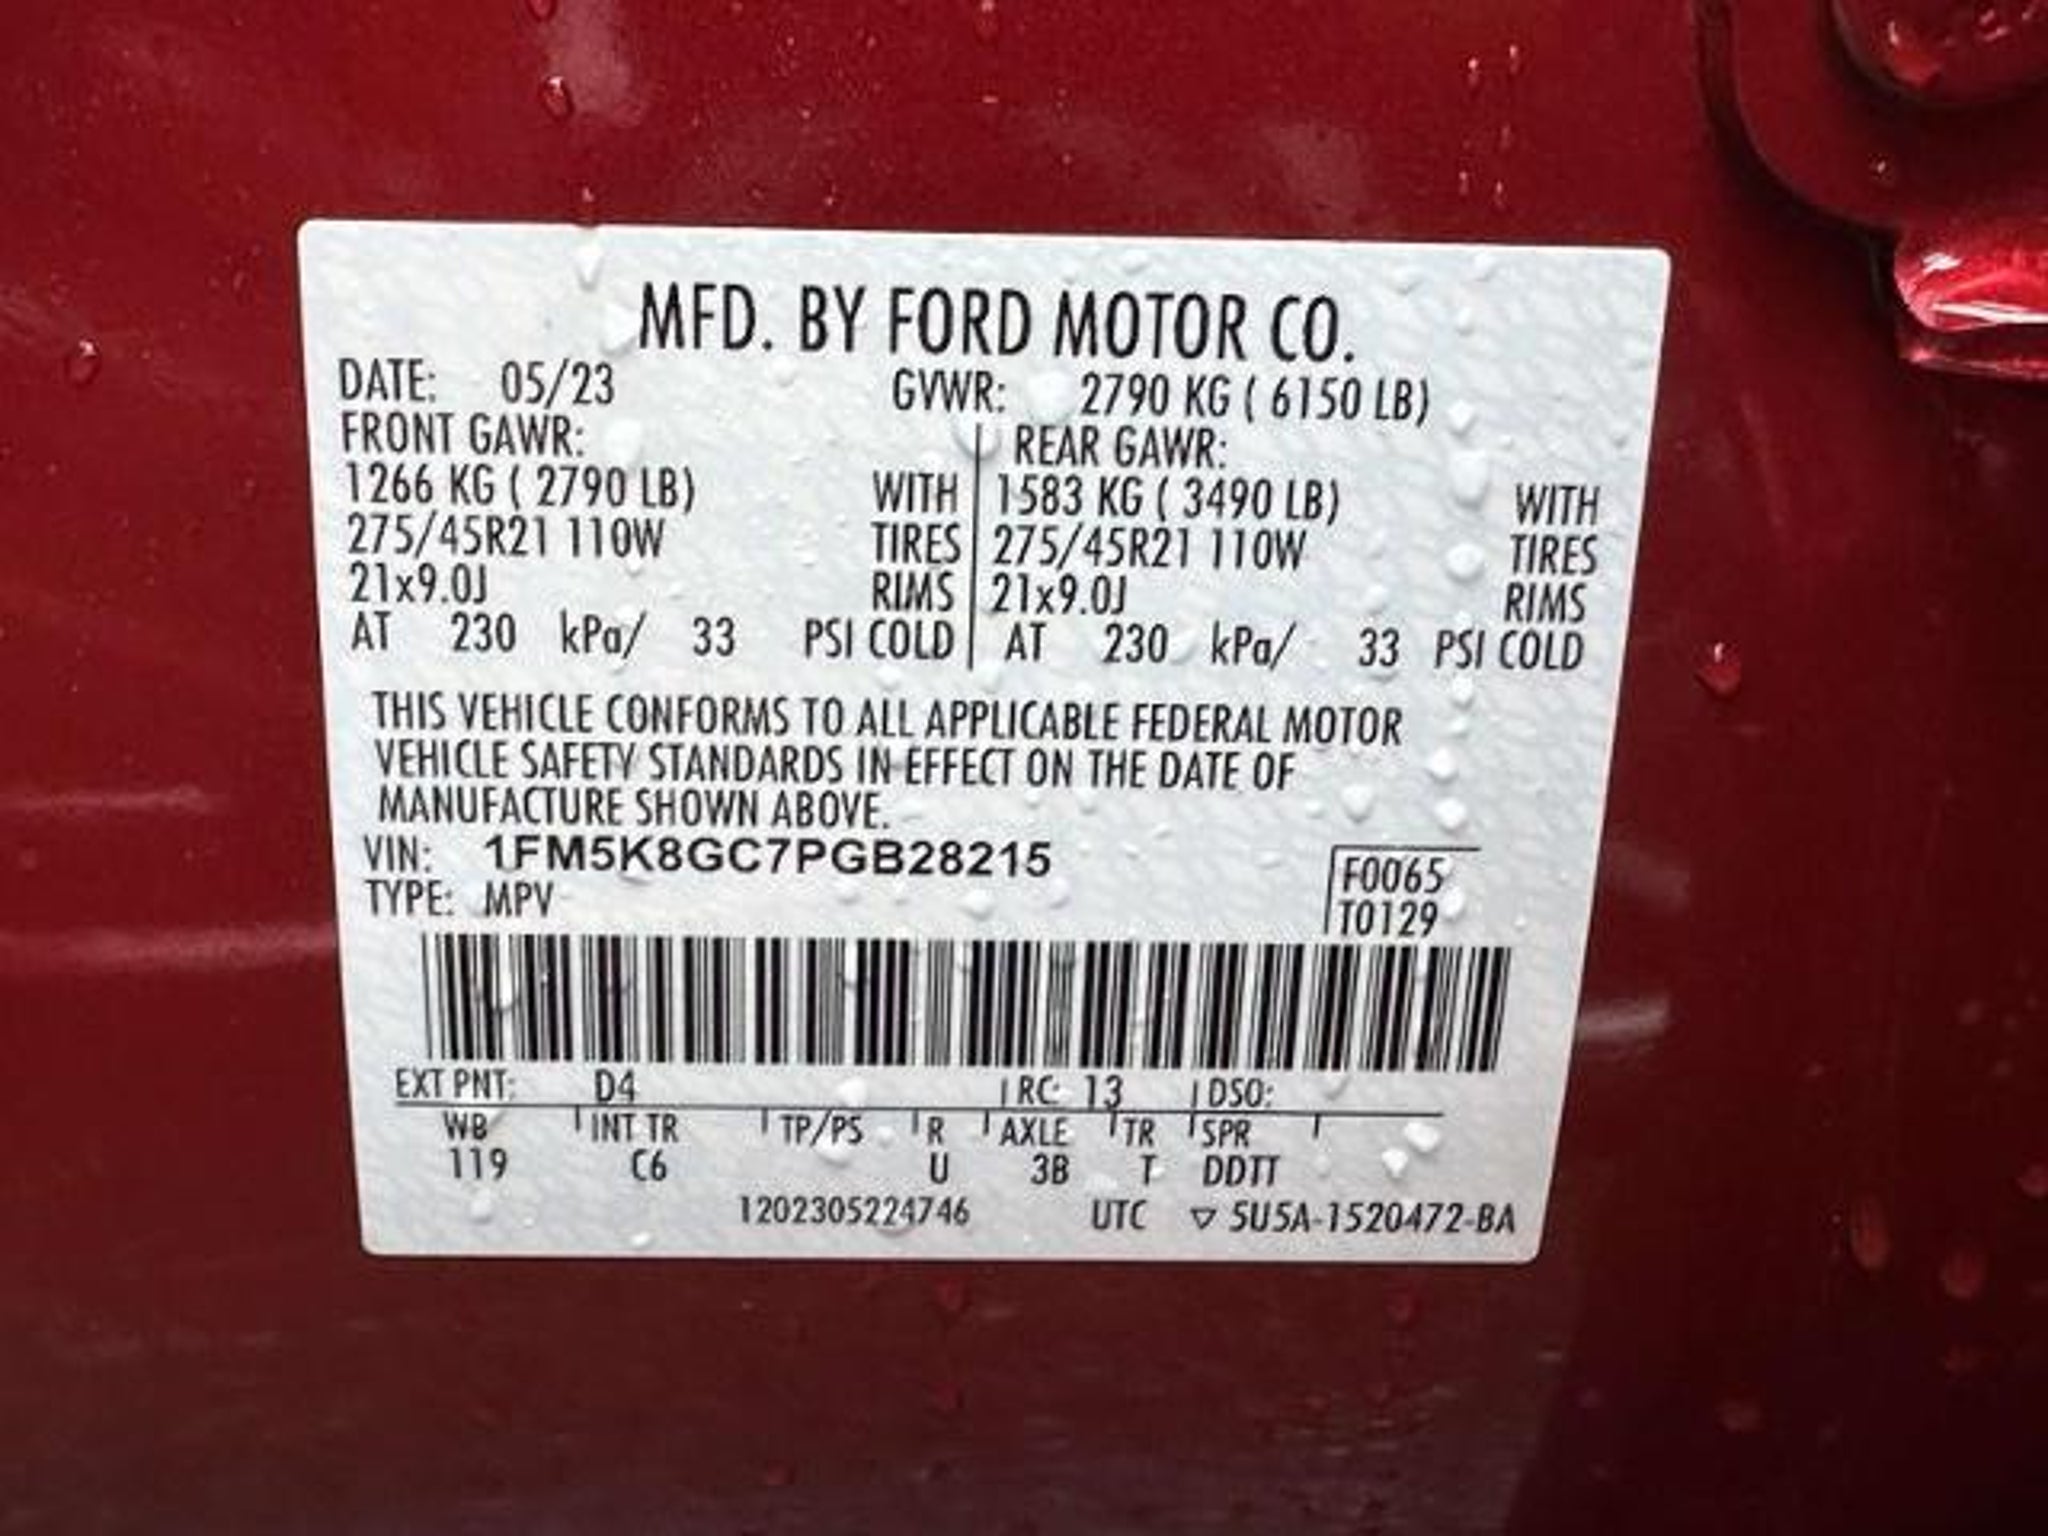 MFD. BY FORD MOTOR CO.
DATE: 05/23 GVWR: 2790 KG ( 6150 LB)
FRONT GAWR: REAR GAWR:
1266 KG ( 2790 LB) WITH 1583 KG ( 3490 LB) WITH
275/45R21 110W TIRES 275/45R21 110W TIRES
21x9.0J RIMS 21x9.0J RIMS
AT 230 kPa/ 33 PSI COLD AT 230 kPa/ 33 PSI COLD
THIS VEHICLE CONFORMS TO ALL APPLICABLE FEDERAL MOTOR
VEHICLE SAFETY STANDARDS IN EFFECT ON THE DATE OF
MANUFACTURE SHOWN ABOVE.
VIN: 1FM5K8GC7PGB28215 F0065
TYPE: MPV T0129
EXT PNT: D4 RC: 13 DSO:
WB INT TR TP/PS R AXLE TR SPR
119 C6 U 3B T DDTT
1202305224746 UTC ▽ 5U5A-1520472-BA